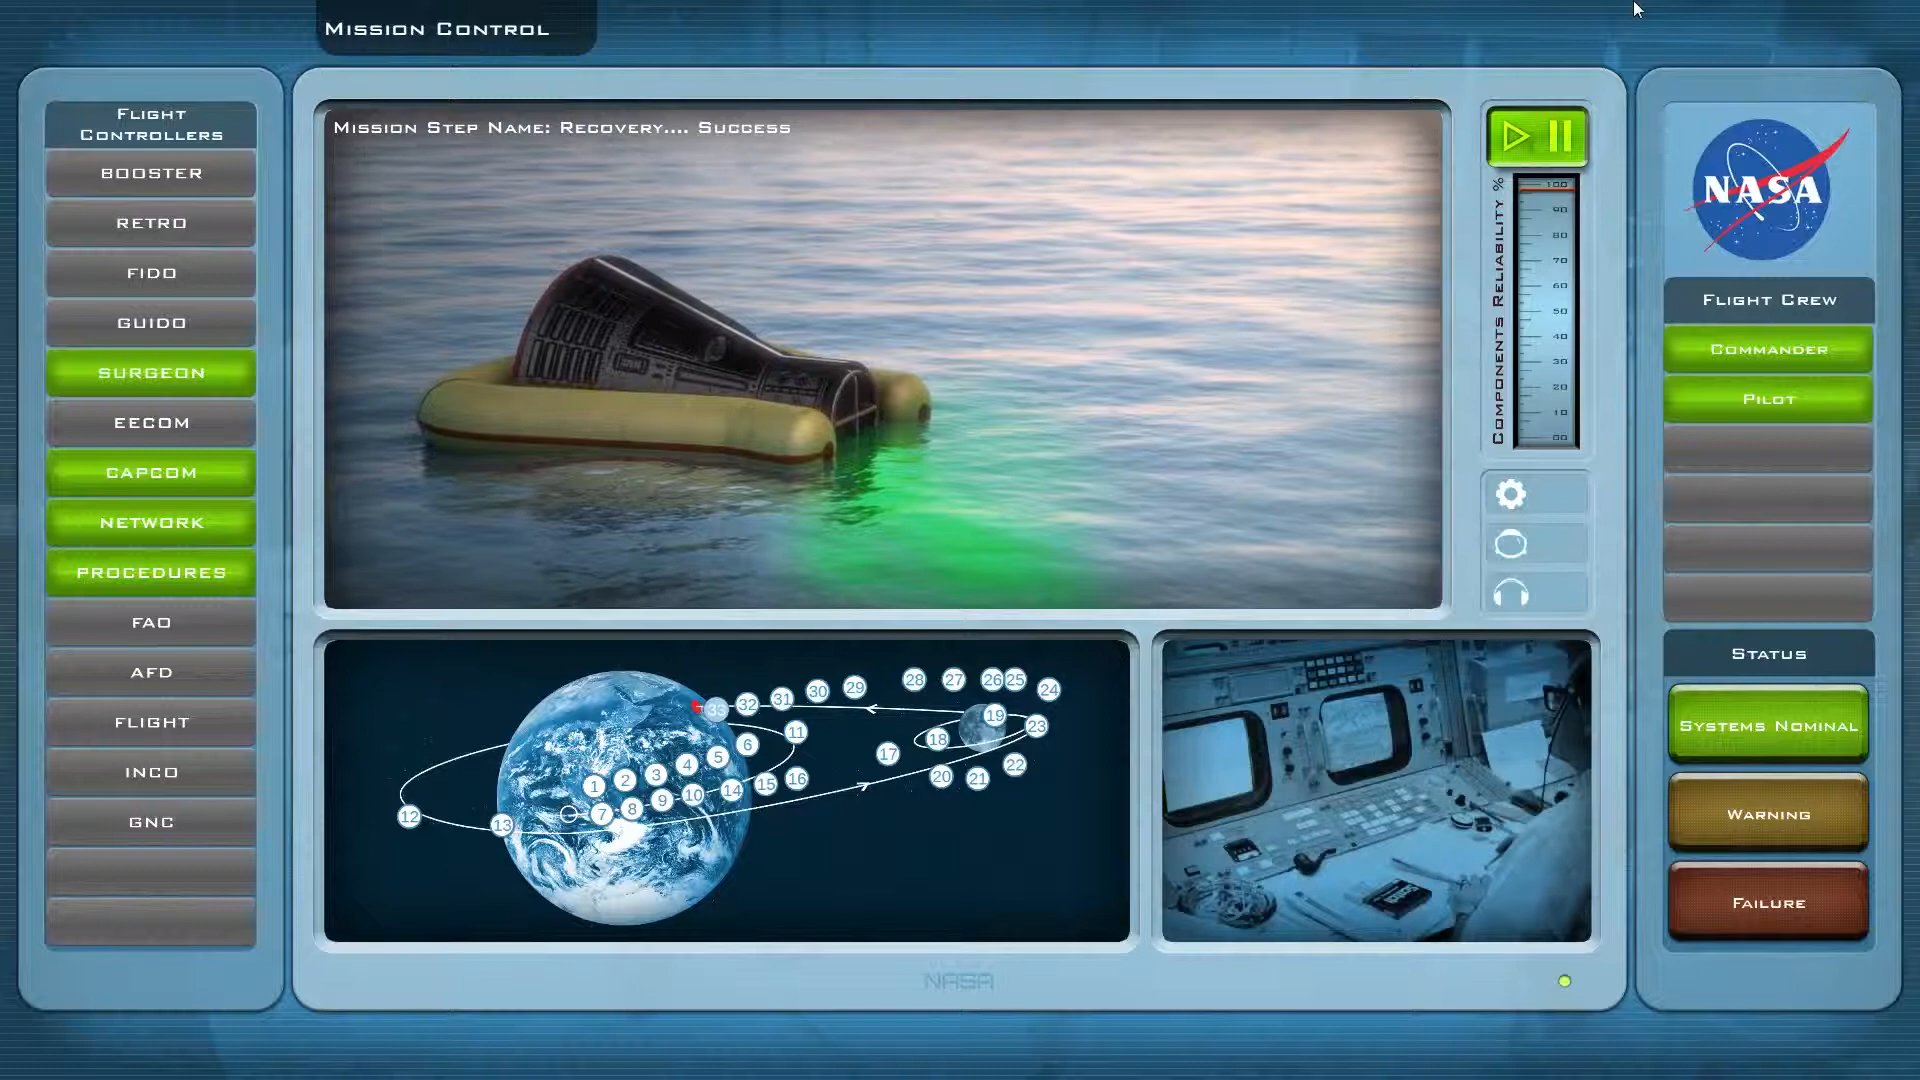 Mission Control
Flight
Controllers
BOOSTER
RETRO
FIDO
GUIDO
SURGEON
EECOM
CAPCOM
NETWORK
PROCEDURES
FAO
AFD
FLIGHT
INCO
GNC
Mission Step Name: Recovery.... Success
Components Reliability %
100
90
80
70
60
50
40
30
20
10
00
NASA
Flight Crew
Commander
Pilot
Status
Systems Nominal
Warning
Failure
28 27 26 25 24
33 32 31 30 29
19
11 23
6 18
5 17
4 22
1 2 3 20 21
14 15 16
7 8 9 10
12 13
NASA